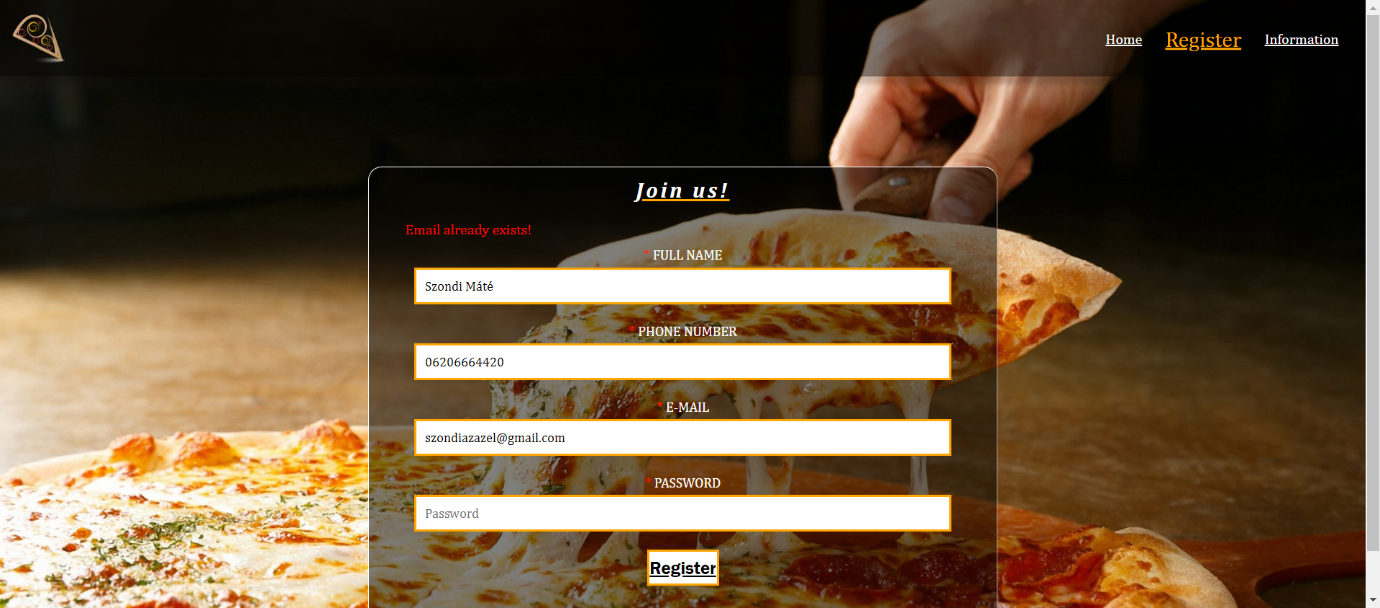 Home Register Information
Join us!
Email already exists!
* FULL NAME
Szondi Máté
* PHONE NUMBER
06206664420
* E-MAIL
szondiazazel@gmail.com
* PASSWORD
Password
Register